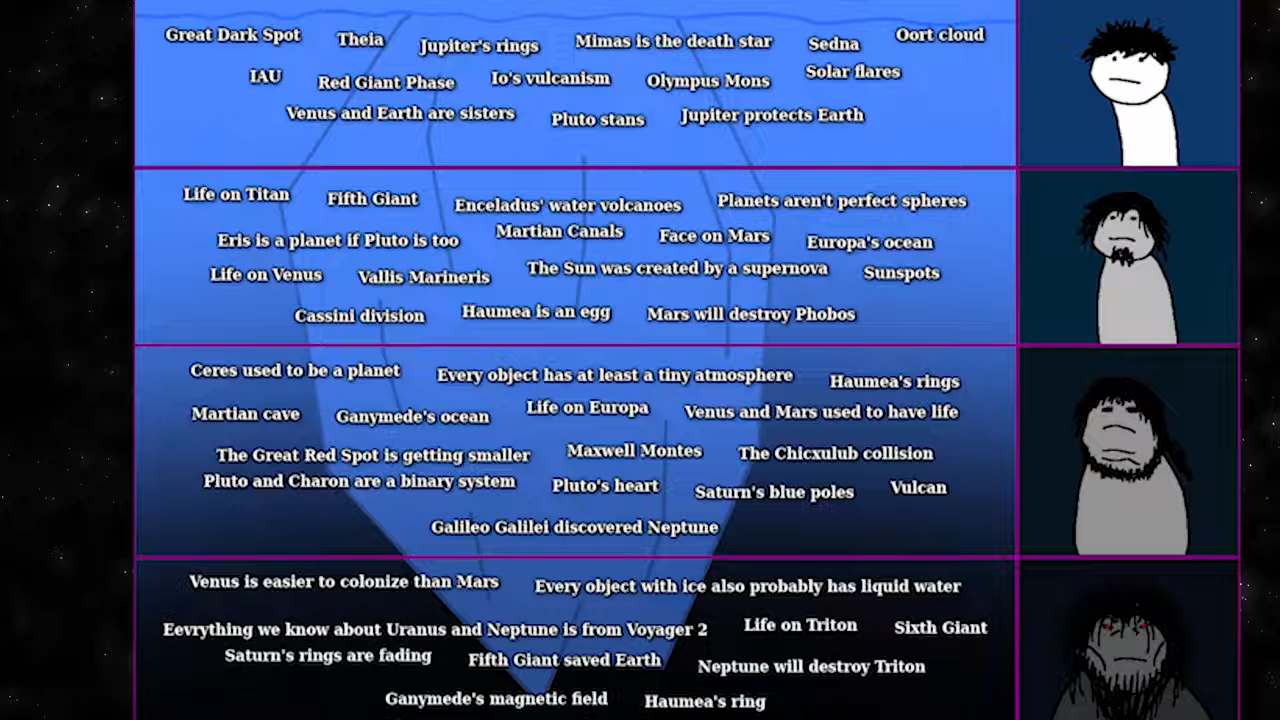 Great Dark Spot Theia Jupiter's rings Mimas is the death star Sedna Oort cloud
IAU Red Giant Phase Io's vulcanism Olympus Mons Solar flares
Venus and Earth are sisters Pluto stans Jupiter protects Earth
Life on Titan Fifth Giant Enceladus' water volcanoes Planets aren't perfect spheres
Eris is a planet if Pluto is too Martian Canals Face on Mars Europa's ocean
Life on Venus Vallis Marineris The Sun was created by a supernova Sunspots
Cassini division Haumea is an egg Mars will destroy Phobos
Ceres used to be a planet Every object has at least a tiny atmosphere Haumea's rings
Martian cave Ganymede's ocean Life on Europa Venus and Mars used to have life
The Great Red Spot is getting smaller Maxwell Montes The Chicxulub collision
Pluto and Charon are a binary system Pluto's heart Saturn's blue poles Vulcan
Galileo Galilei discovered Neptune
Venus is easier to colonize than Mars Every object with ice also probably has liquid water
Eevrything we know about Uranus and Neptune is from Voyager 2 Life on Triton Sixth Giant
Saturn's rings are fading Fifth Giant saved Earth Neptune will destroy Triton
Ganymede's magnetic field Haumea's ring